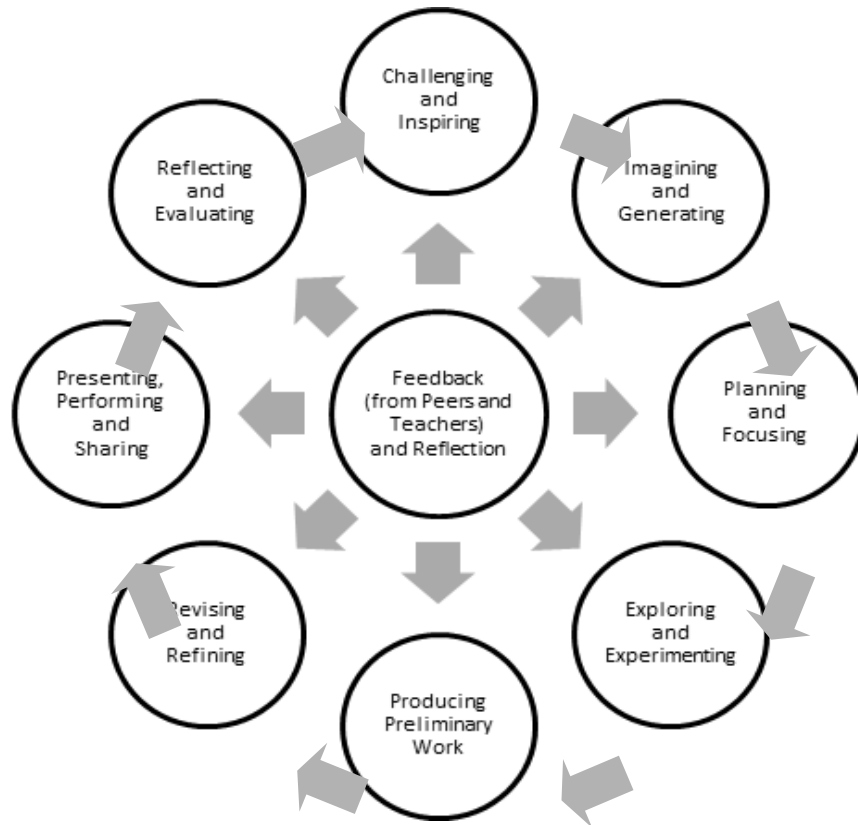 Challenging
and
Inspiring
Imagining
and
Generating
Planning
and
Focusing
Exploring
and
Experimenting
Producing
Preliminary
Work
Revising
and
Refining
Presenting,
Performing
and
Sharing
Reflecting
and
Evaluating
Feedback
(from Peers and
Teachers)
and Reflection